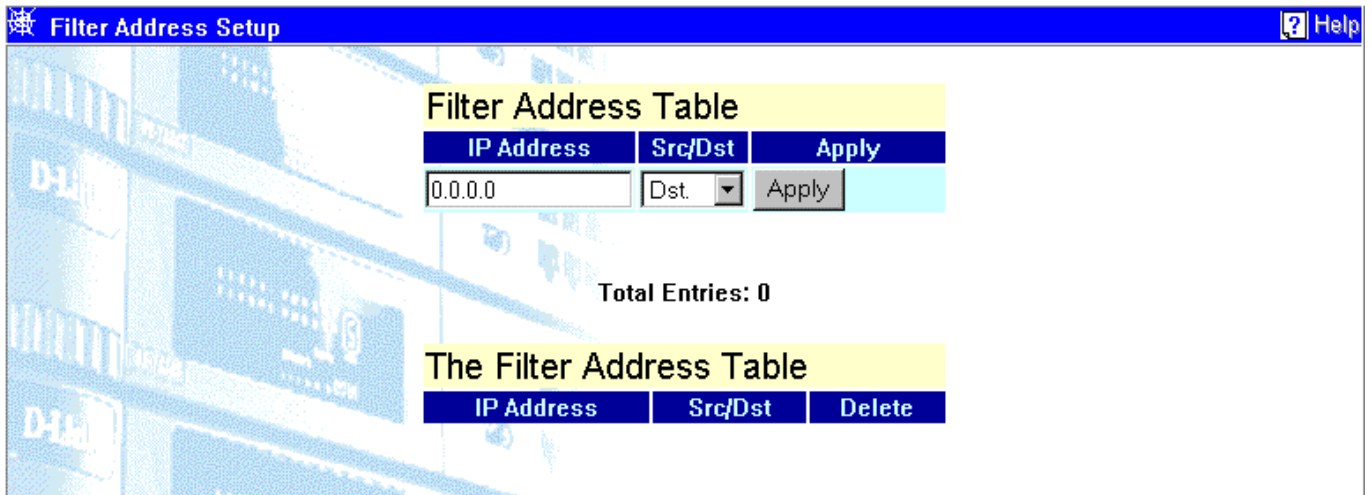 Filter Address Setup
? Help
Filter Address Table
IP Address Src/Dst Apply
0.0.0.0 Dst. Apply
Total Entries: 0
The Filter Address Table
IP Address Src/Dst Delete